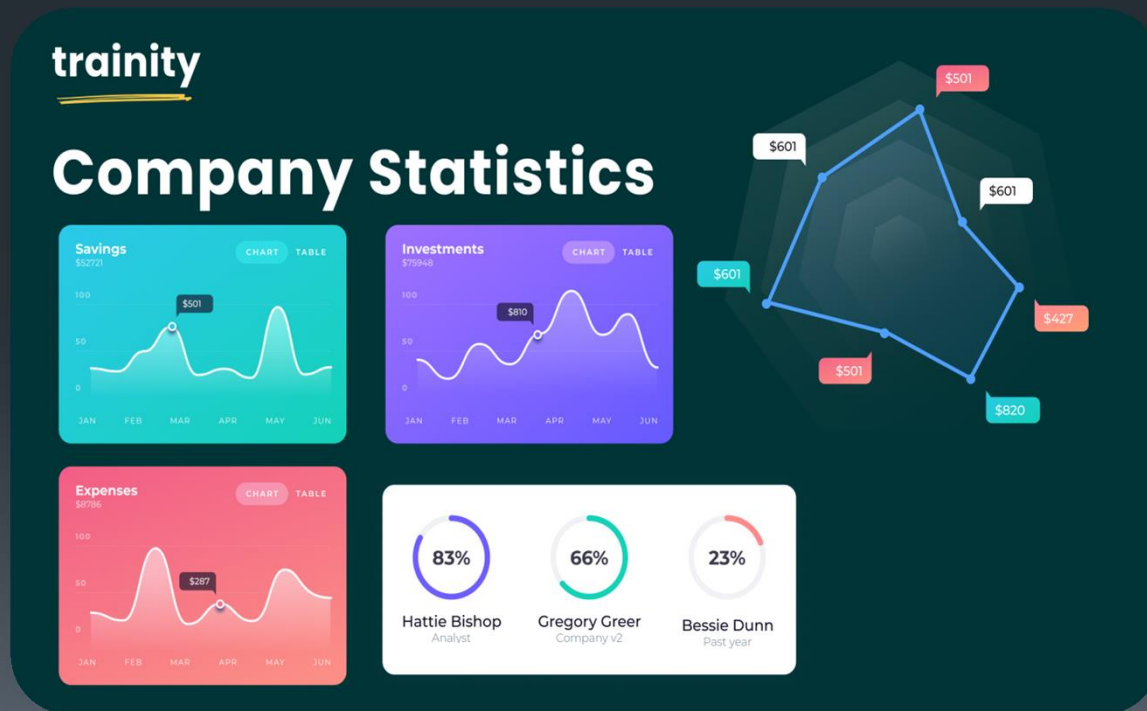 trainity
Company Statistics
Savings
$52721
CHART TABLE
100
$501
50
0
JAN FEB MAR APR MAY JUN
Investments
$75948
CHART TABLE
100
$810
50
0
JAN FEB MAR APR MAY JUN
$501
$601
$601
$601
$427
$501
$820
Expenses
$8786
CHART TABLE
100
50
$287
0
JAN FEB MAR APR MAY JUN
83% 66% 23%
Hattie Bishop Gregory Greer Bessie Dunn
Analyst Company v2 Past year